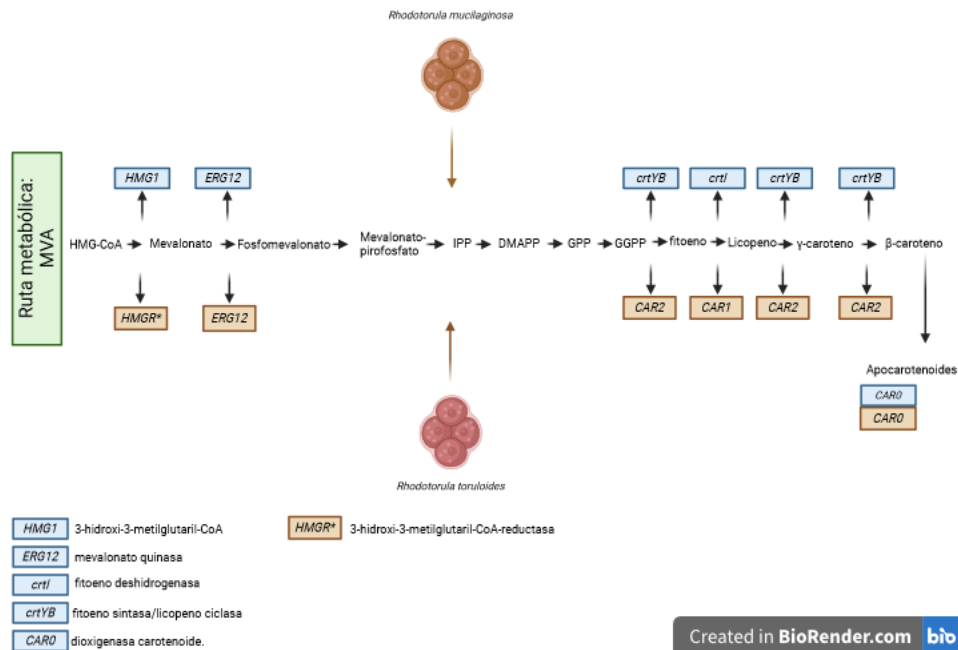 Rhodotorula mucilaginosa
Ruta metabólica:
MVA
HMG1
ERG12
crtYB
crtI
crtYB
crtYB
HMG-CoA
Mevalonato
Fosfomevalonato
Mevalonato-
pirofosfato
IPP
DMAPP
GPP
GGPP
fitoeno
Licopeno
γ-caroteno
β-caroteno
HMGR*
ERG12
CAR2
CAR1
CAR2
CAR2
Apocarotenoides
CAR0
CAR0
Rhodotorula toruloides
HMG1 3-hidroxi-3-metilglutaril-CoA
HMGR* 3-hidroxi-3-metilglutaril-CoA-reductasa
ERG12 mevalonato quinasa
crtI fitoeno deshidrogenasa
crtYB fitoeno sintasa/licopeno ciclasa
CAR0 dioxigenasa carotenoide.
Created in BioRender.com bio